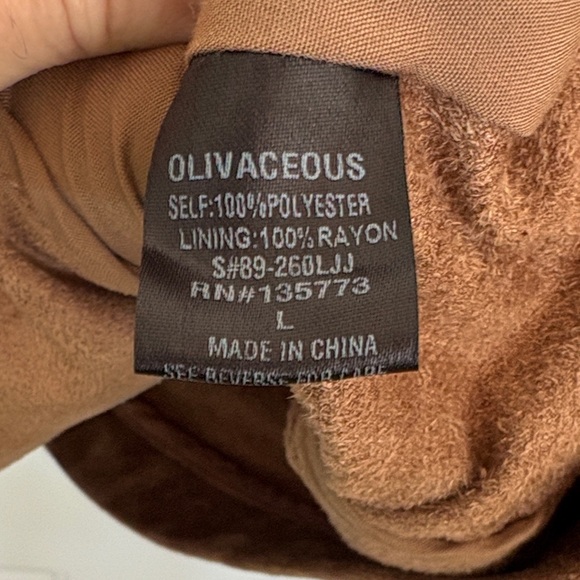 OLIVACEOUS
SELF:100%POLYESTER
LINING:100%RAYON
S#89-260LJJ
RN#135773
L
MADE IN CHINA
SEE REVERSE FOR CARE